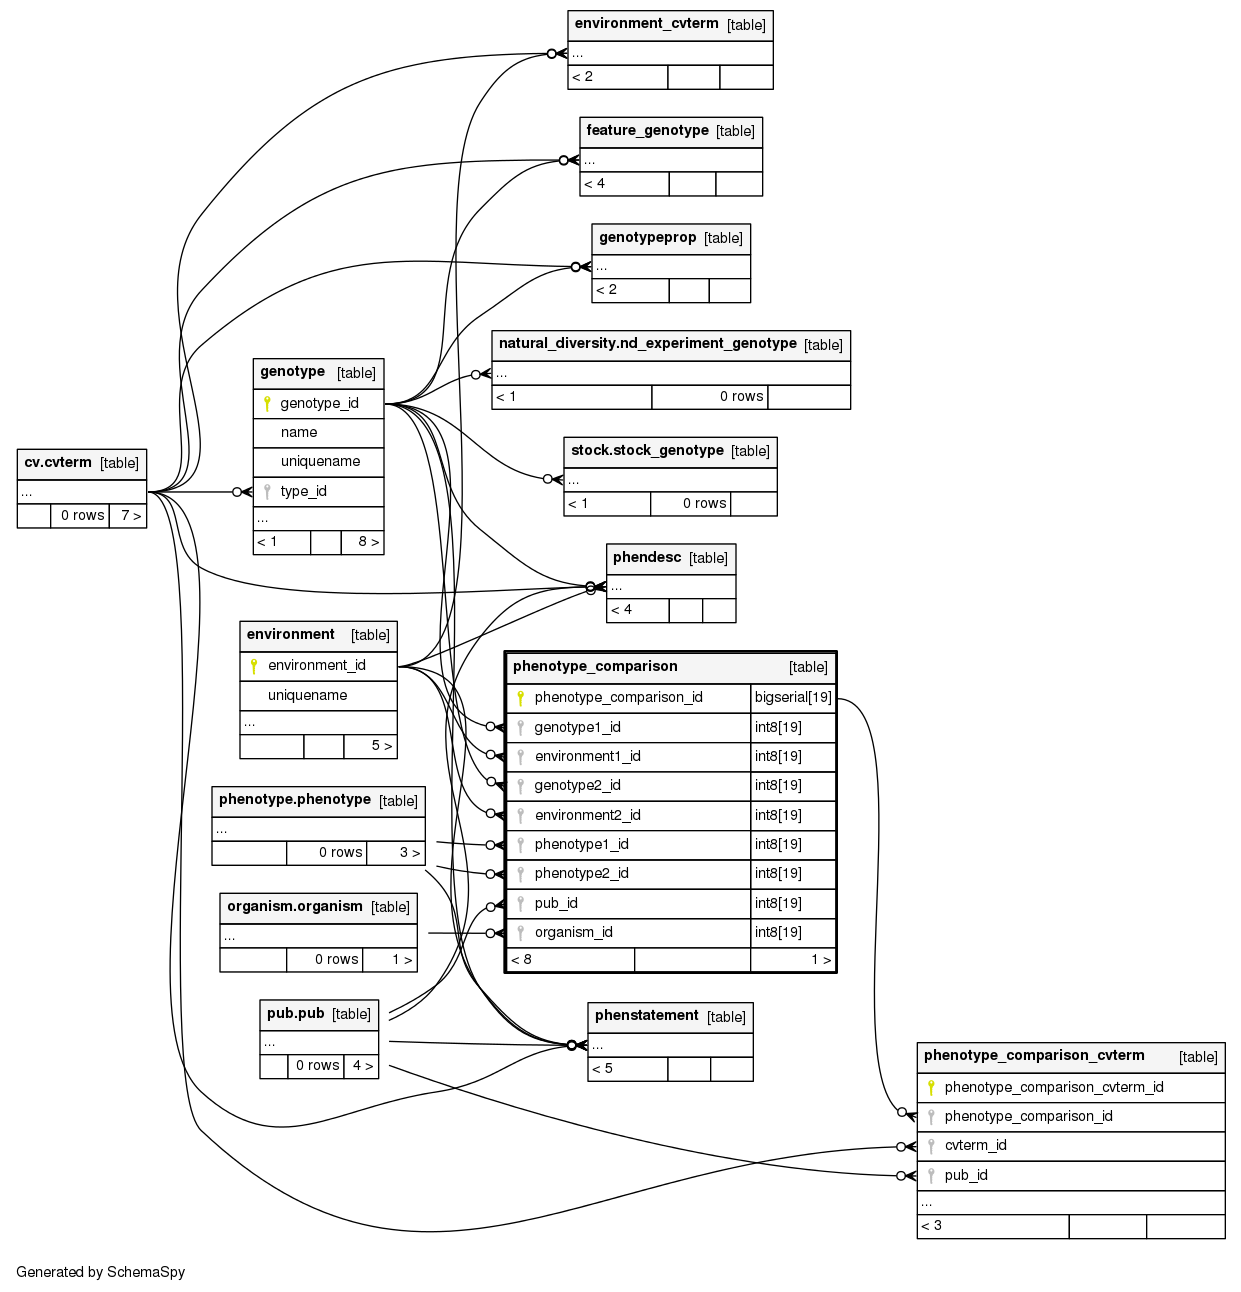 environment_cvterm [table]
...
< 2
feature_genotype [table]
...
< 4
genotypeprop [table]
...
< 2
natural_diversity.nd_experiment_genotype [table]
...
< 1 0 rows
genotype [table]
genotype_id
name
uniquename
type_id
...
< 1 8 >
cv.cvterm [table]
...
0 rows 7 >
stock.stock_genotype [table]
...
< 1 0 rows
phendesc [table]
...
< 4
environment [table]
environment_id
uniquename
...
5 >
phenotype_comparison [table]
phenotype_comparison_id bigserial[19]
genotype1_id int8[19]
environment1_id int8[19]
genotype2_id int8[19]
environment2_id int8[19]
phenotype1_id int8[19]
phenotype2_id int8[19]
pub_id int8[19]
organism_id int8[19]
< 8 1 >
phenotype.phenotype [table]
...
0 rows 3 >
organism.organism [table]
...
0 rows 1 >
pub.pub [table]
...
0 rows 4 >
phenstatement [table]
...
< 5
phenotype_comparison_cvterm [table]
phenotype_comparison_cvterm_id
phenotype_comparison_id
cvterm_id
pub_id
...
< 3
Generated by SchemaSpy